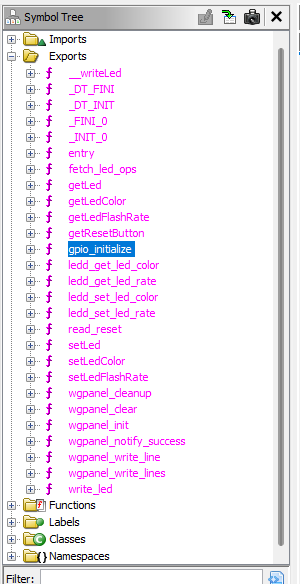 Symbol Tree
Imports
Exports
__writeLed
_DT_FINI
_DT_INIT
_FINI_0
_INIT_0
entry
fetch_led_ops
getLed
getLedColor
getLedFlashRate
getResetButton
gpio_initialize
ledd_get_led_color
ledd_get_led_rate
ledd_set_led_color
ledd_set_led_rate
read_reset
setLed
setLedColor
setLedFlashRate
wgpanel_cleanup
wgpanel_clear
wgpanel_init
wgpanel_notify_success
wgpanel_write_line
wgpanel_write_lines
write_led
Functions
Labels
Classes
Namespaces
Filter: